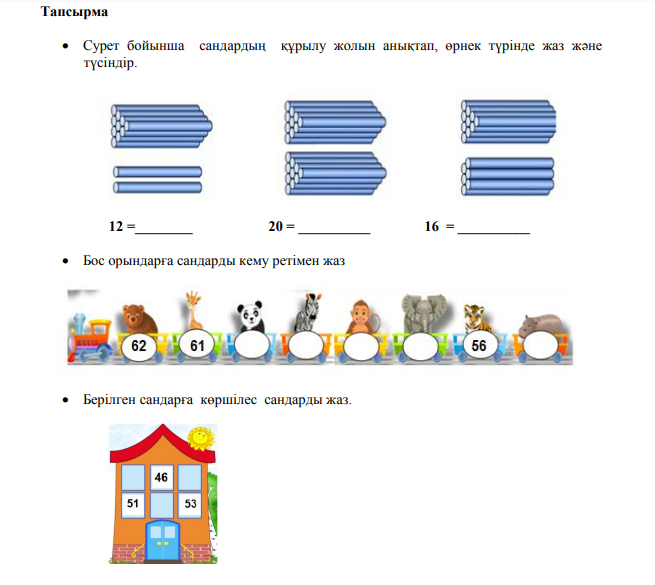 Тапсырма
• Сурет бойынша сандардың құрылу жолын анықтап, өрнек түрінде жаз және
түсіндір.
12 =________ 20 = __________ 16 = __________
• Бос орындарға сандарды кему ретімен жаз
62 61 56
• Берілген сандарға көршілес сандарды жаз.
46
51 53